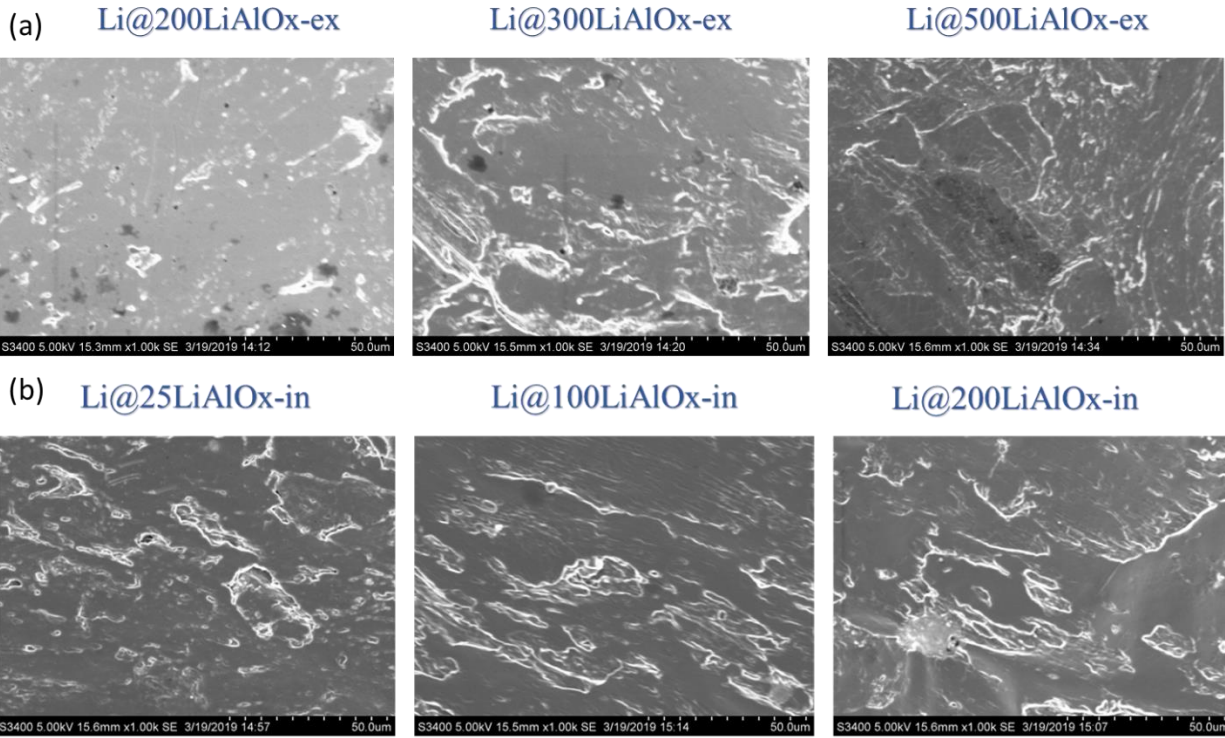 (a)
Li@200LiAlOx-ex
Li@300LiAlOx-ex
Li@500LiAlOx-ex
S3400 5.00kV 15.3mm x1.00k SE 3/19/2019 14:12 50.0um
S3400 5.00kV 15.5mm x1.00k SE 3/19/2019 14:20 50.0um
S3400 5.00kV 15.6mm x1.00k SE 3/19/2019 14:34 50.0um
(b)
Li@25LiAlOx-in
Li@100LiAlOx-in
Li@200LiAlOx-in
S3400 5.00kV 15.6mm x1.00k SE 3/19/2019 14:57 50.0um
S3400 5.00kV 15.5mm x1.00k SE 3/19/2019 15:14 50.0um
S3400 5.00kV 15.6mm x1.00k SE 3/19/2019 15:07 50.0um